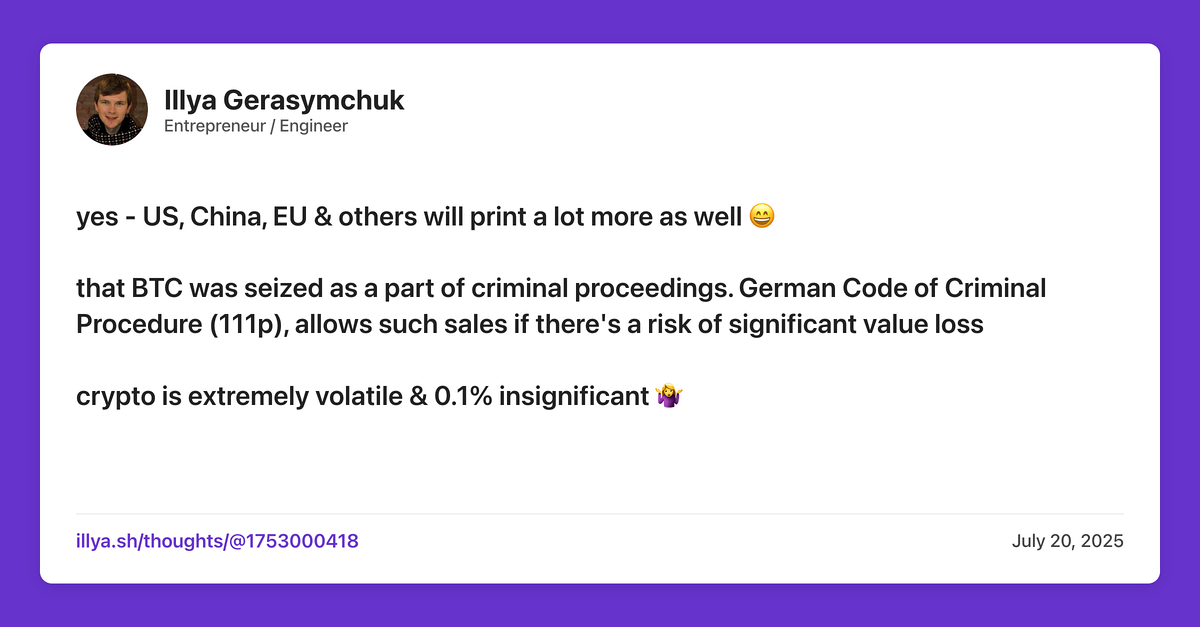 Illya Gerasymchuk
Entrepreneur / Engineer
yes - US, China, EU & others will print a lot more as well 😄
that BTC was seized as a part of criminal proceedings. German Code of Criminal
Procedure (111p), allows such sales if there's a risk of significant value loss
crypto is extremely volatile & 0.1% insignificant 🤷‍♀️
illya.sh/thoughts/@1753000418
July 20, 2025